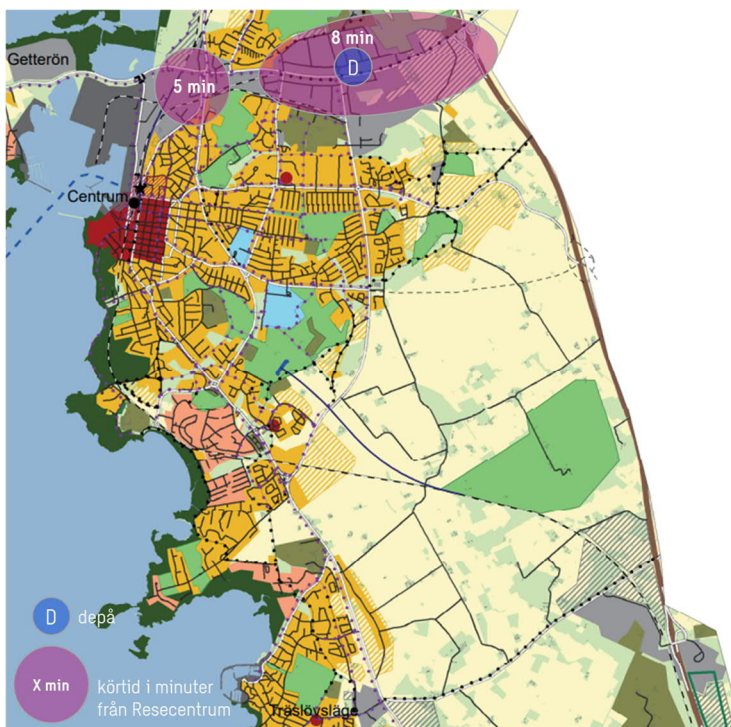 8 min
Getterön
D
5 min
Centrum
D depå
X min
körtid i minuter
från Resecentrum
Träslövsläge